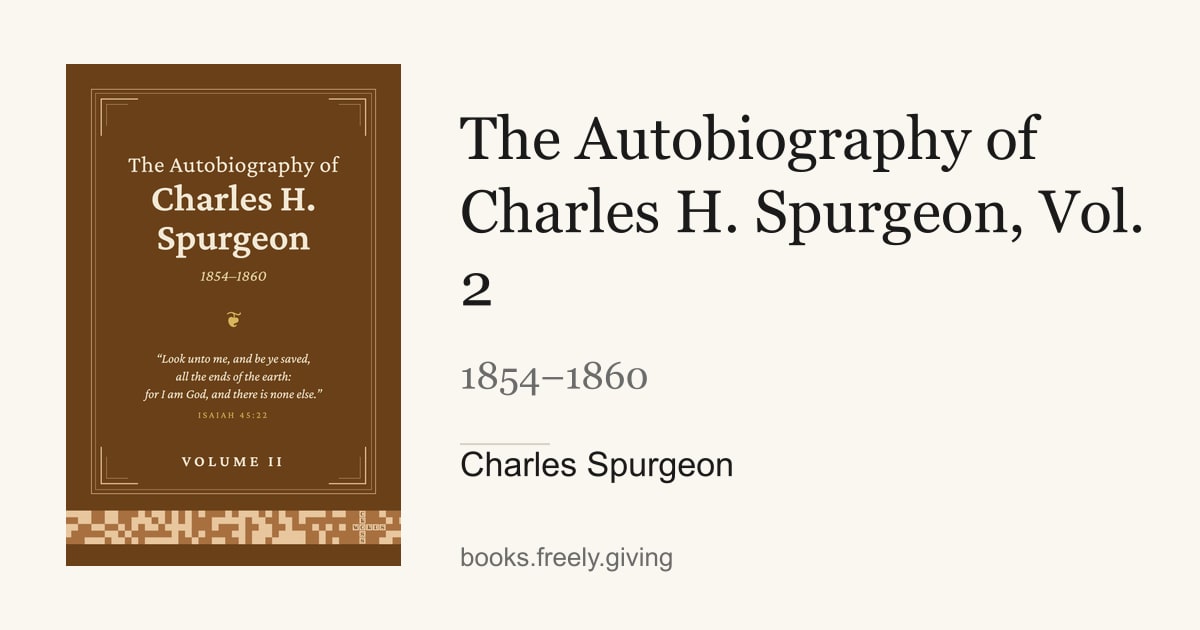 The Autobiography of
Charles H.
Spurgeon
1854–1860
“Look unto me, and be ye saved,
all the ends of the earth:
for I am God, and there is none else.”
ISAIAH 45:22
VOLUME II
The Autobiography of
Charles H. Spurgeon, Vol.
2
1854–1860
Charles Spurgeon
books.freely.giving